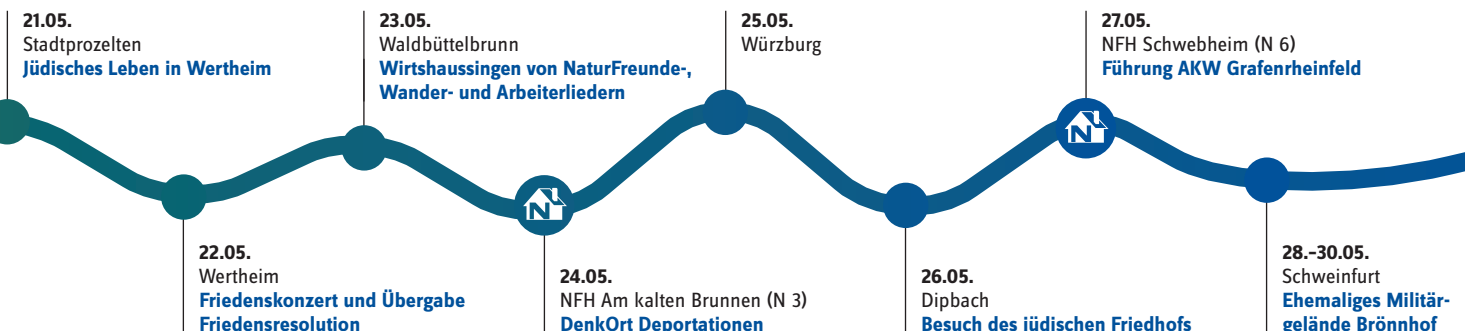 21.05.
Stadtprozelten
Jüdisches Leben in Wertheim
22.05.
Wertheim
Friedenskonzert und Übergabe
Friedensresolution
23.05.
Waldbüttelbrunn
Wirtshaussingen von NaturFreunde-,
Wander- und Arbeiterliedern
24.05.
NFH Am kalten Brunnen (N 3)
DenkOrt Deportationen
25.05.
Würzburg
26.05.
Dipbach
Besuch des jüdischen Friedhofs
27.05.
NFH Schwebheim (N 6)
Führung AKW Grafenrheinfeld
28.-30.05.
Schweinfurt
Ehemaliges Militär-
gelände Brönnhof
N
N